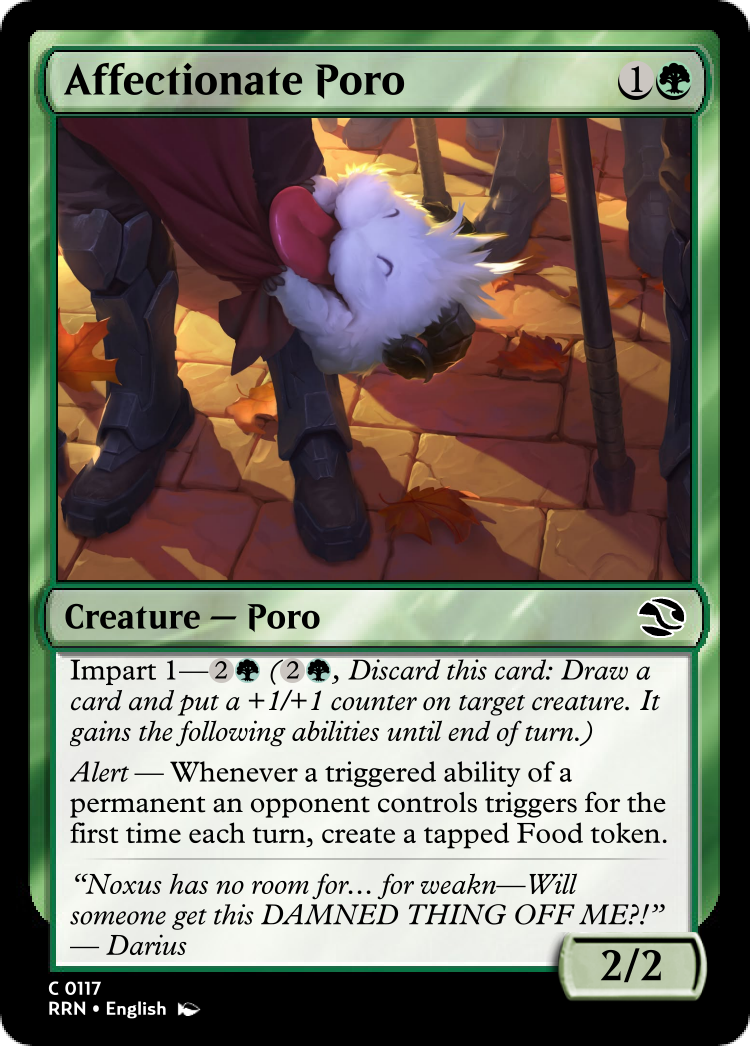 Affectionate Poro 1
Creature — Poro
Impart 1—2 (2, Discard this card: Draw a
card and put a +1/+1 counter on target creature. It
gains the following abilities until end of turn.)
Alert — Whenever a triggered ability of a
permanent an opponent controls triggers for the
first time each turn, create a tapped Food token.
“Noxus has no room for… for weakn—Will
someone get this DAMNED THING OFF ME?!”
— Darius
2/2
C 0117
RRN • English